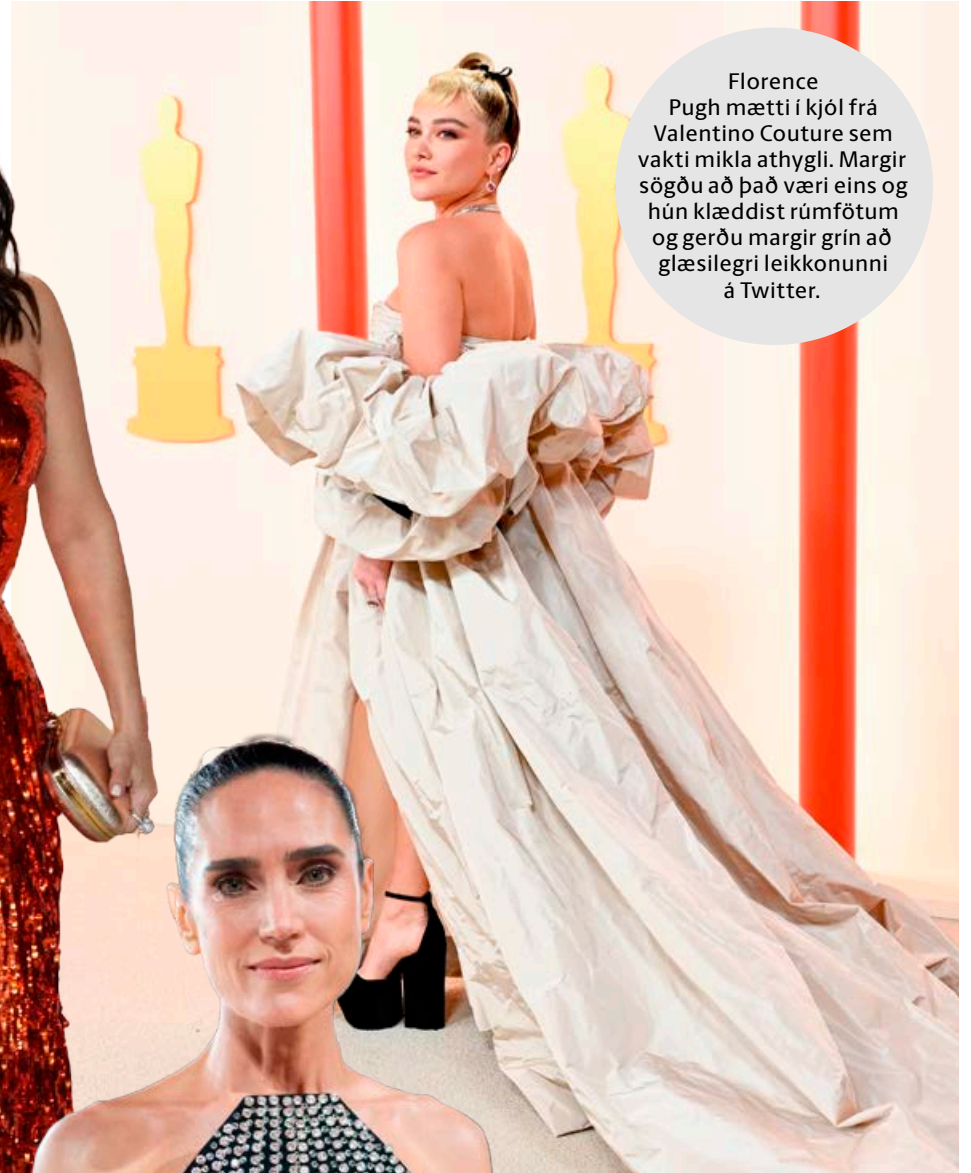 Florence
Pugh mætti í kjól frá
Valentino Couture sem
vakti mikla athygli. Margir
sögðu að það væri eins og
hún klæddist rúmfötum
og gerðu margir grín að
glæsilegri leikkonunni
á Twitter.